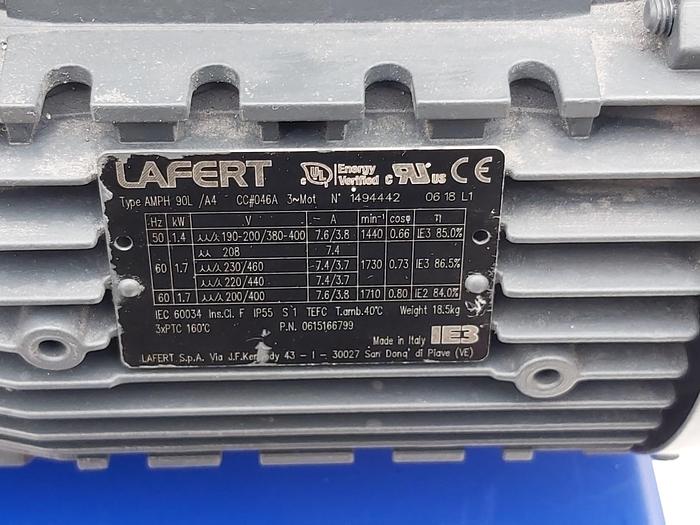 LAFERT UL Energy Verified c RU us CE
Type AMPH 90L /A4 CC#046A 3~Mot N° 1494442 06 18 L1
Hz kW V A min⁻¹ cosφ η
50 1.4 190-200/380-400 7.6/3.8 1440 0.66 IE3 85.0%
208 7.4
60 1.7 230/460 7.4/3.7 1730 0.73 IE3 86.5%
220/440 7.4/3.7
60 1.7 200/400 7.6/3.8 1710 0.80 IE2 84.0%
IEC 60034 Ins.Cl. F IP55 S 1 TEFC T.amb.40°C Weight 18.5kg
3xPTC 160°C P.N. 0615166799
Made in Italy IE3
LAFERT S.p.A. Via J.F.Kennedy 43 - I - 30027 San Dona' di Piave (VE)